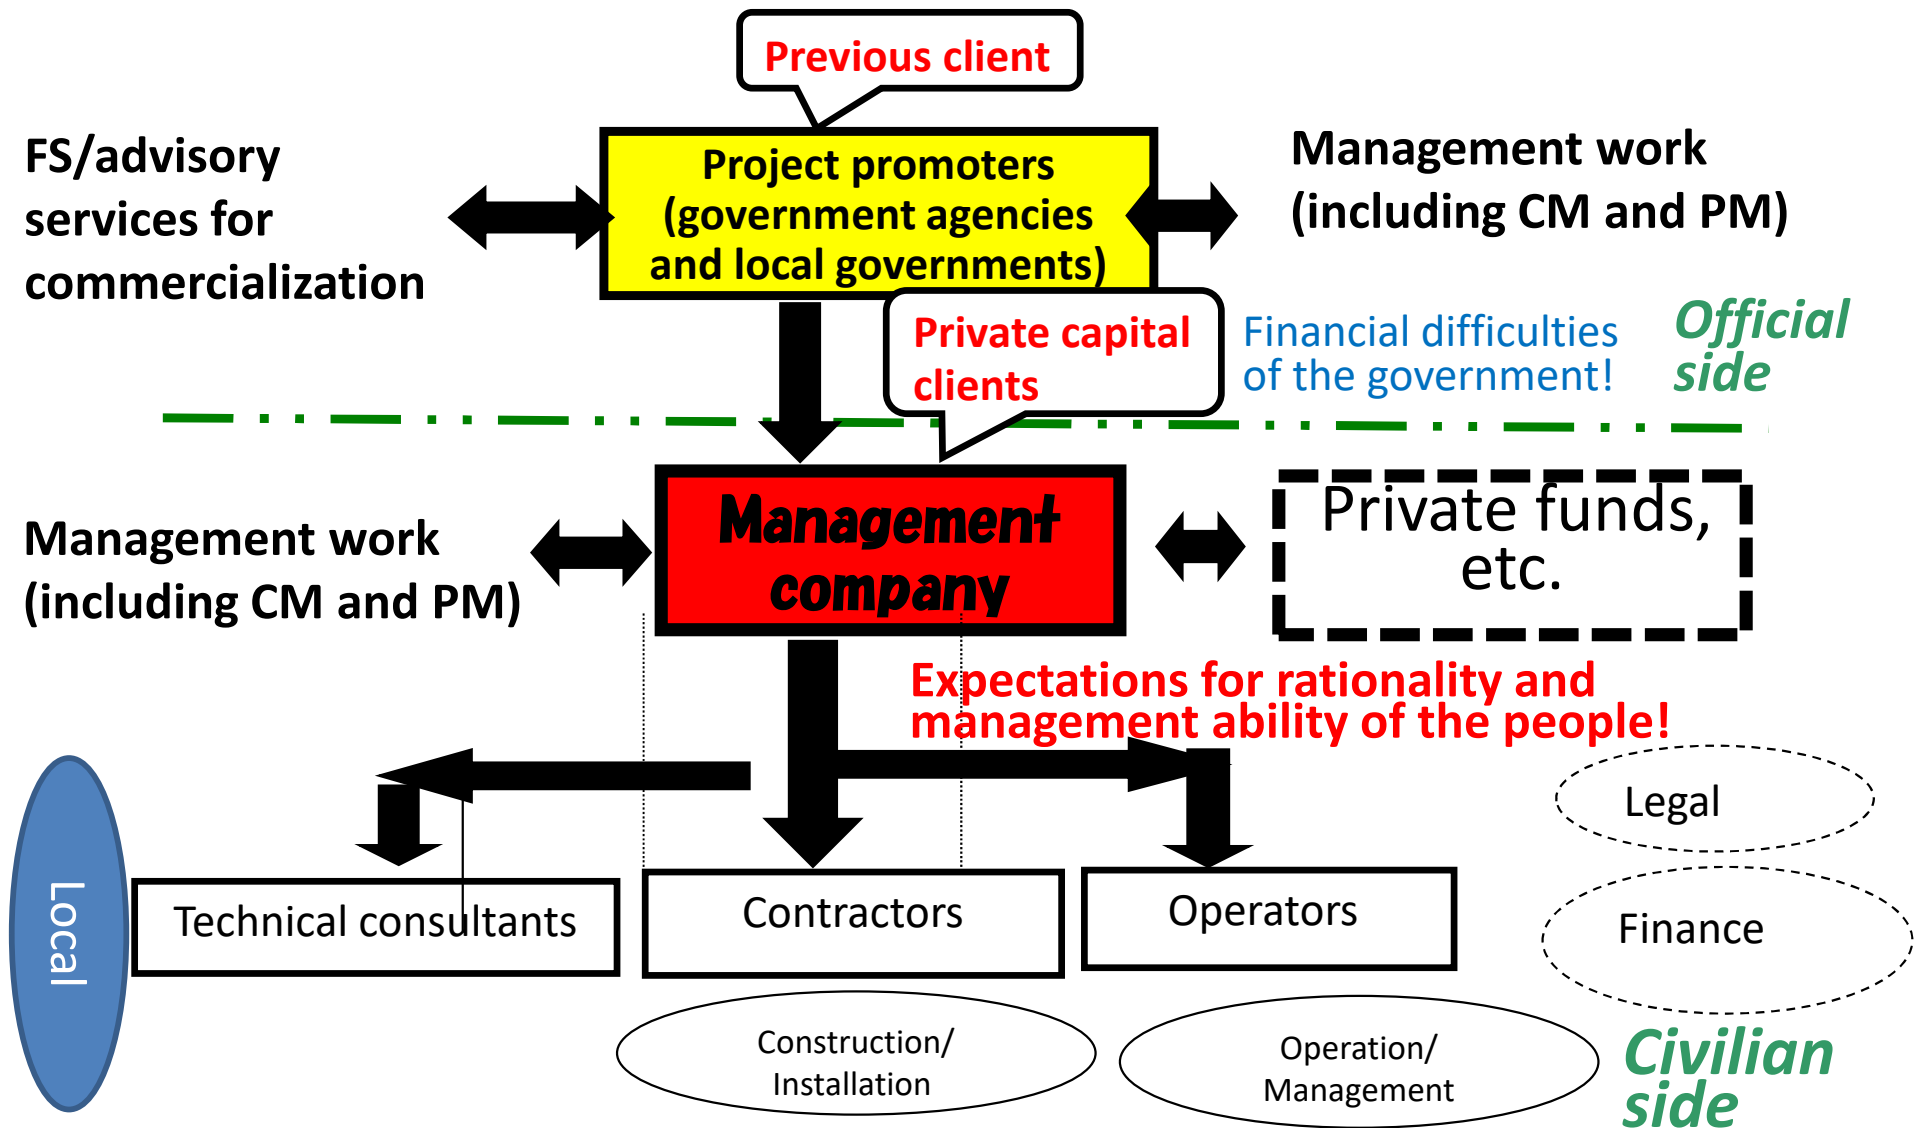 Previous client
FS/advisory
services for
commercialization
Project promoters
(government agencies
and local governments)
Management work
(including CM and PM)
Private capital
clients
Financial difficulties
of the government!
Official
side
Management work
(including CM and PM)
Management
company
Private funds,
etc.
Expectations for rationality and
management ability of the people!
Local
Technical consultants
Contractors
Operators
Legal
Finance
Construction/
Installation
Operation/
Management
Civilian
side